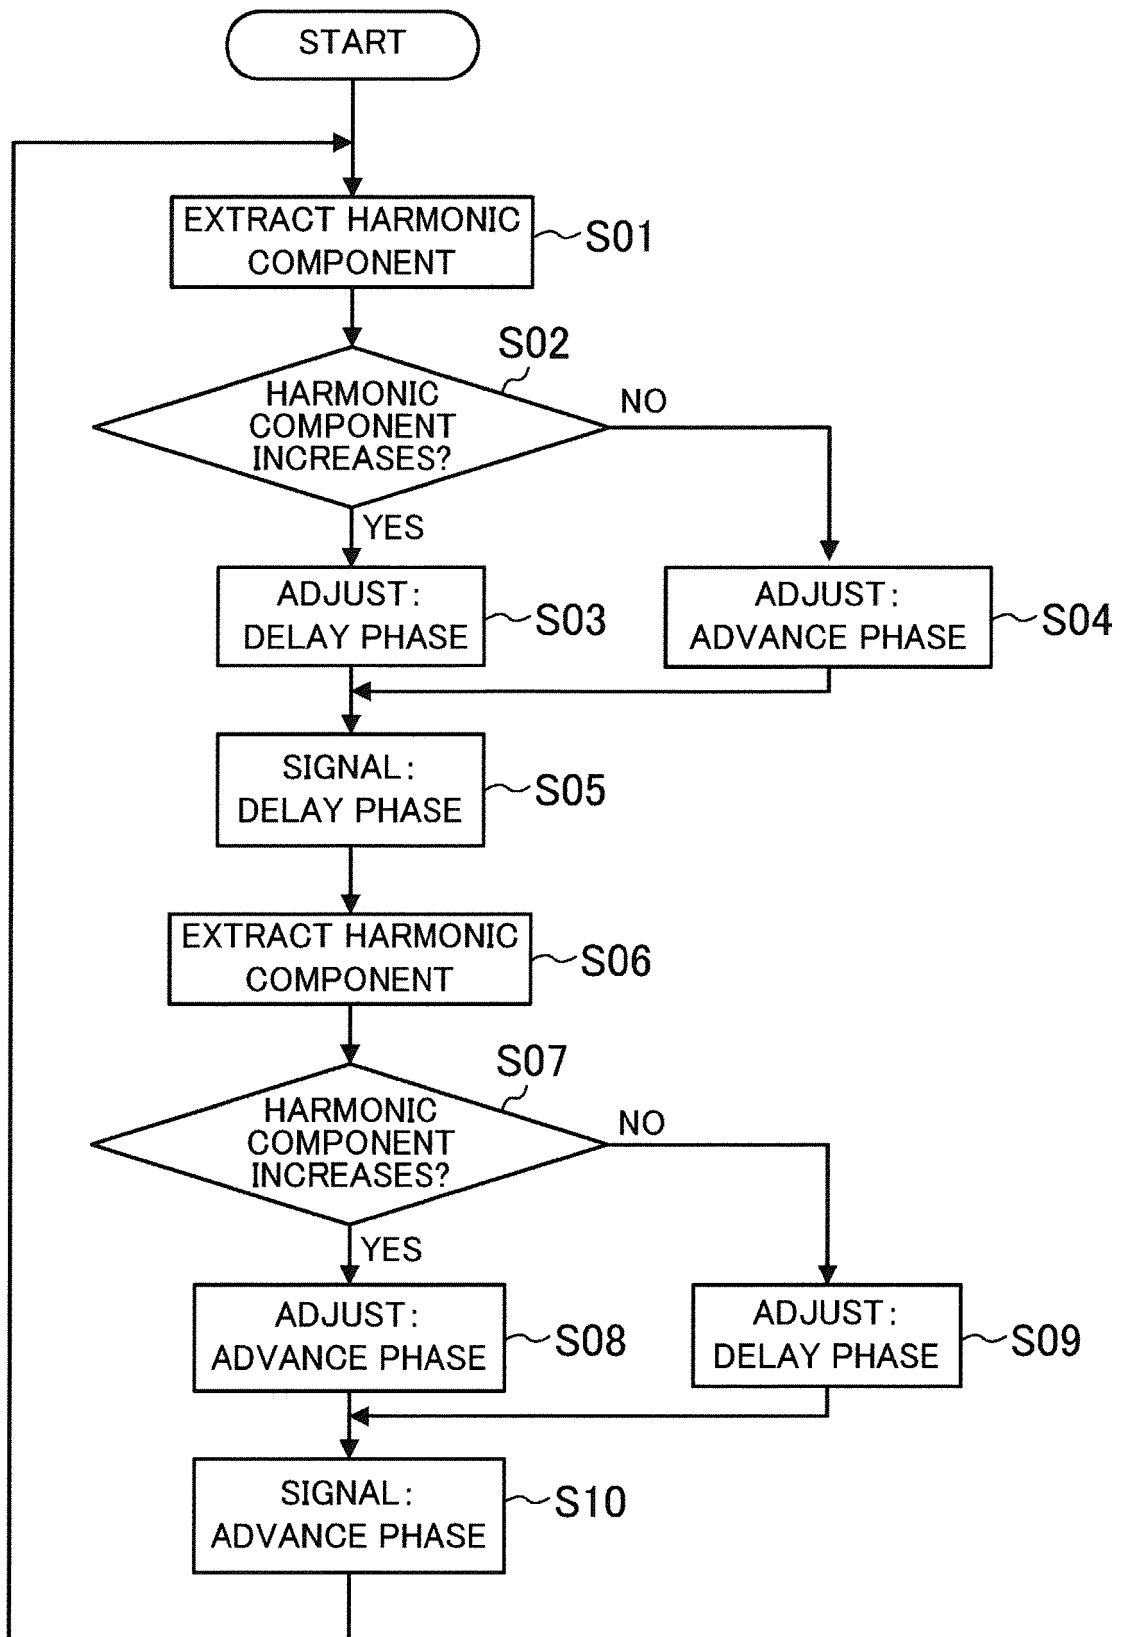 START
EXTRACT HARMONIC
COMPONENT
S01
S02
HARMONIC
COMPONENT
INCREASES?
NO
YES
ADJUST:
DELAY PHASE
S03
ADJUST:
ADVANCE PHASE
S04
SIGNAL:
DELAY PHASE
S05
EXTRACT HARMONIC
COMPONENT
S06
S07
HARMONIC
COMPONENT
INCREASES?
NO
YES
ADJUST:
ADVANCE PHASE
S08
ADJUST:
DELAY PHASE
S09
SIGNAL:
ADVANCE PHASE
S10